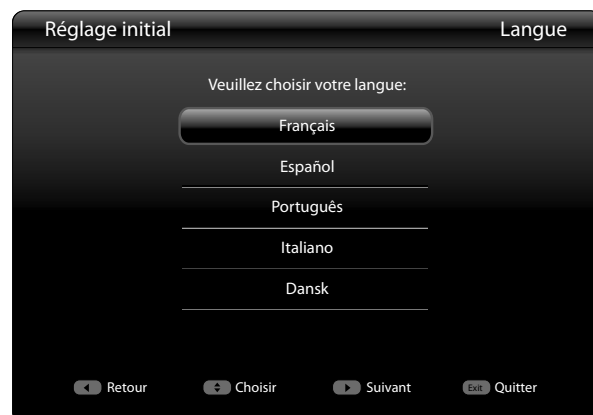 Réglage initial Langue
Veuillez choisir votre langue:
Français
Español
Português
Italiano
Dansk
Retour Choisir Suivant Exit Quitter